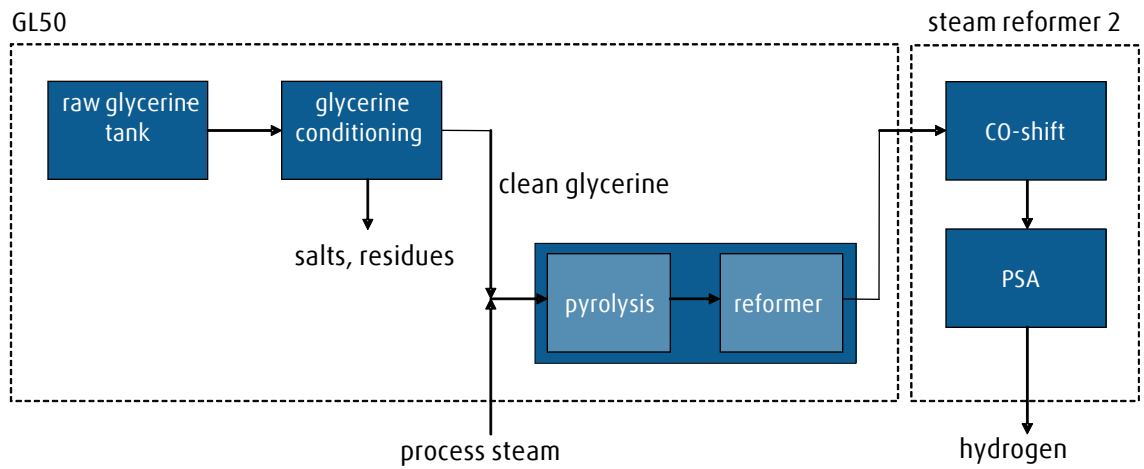 GL50
steam reformer 2
raw glycerine
tank
glycerine
conditioning
CO-shift
clean glycerine
salts, residues
pyrolysis
reformer
PSA
process steam
hydrogen